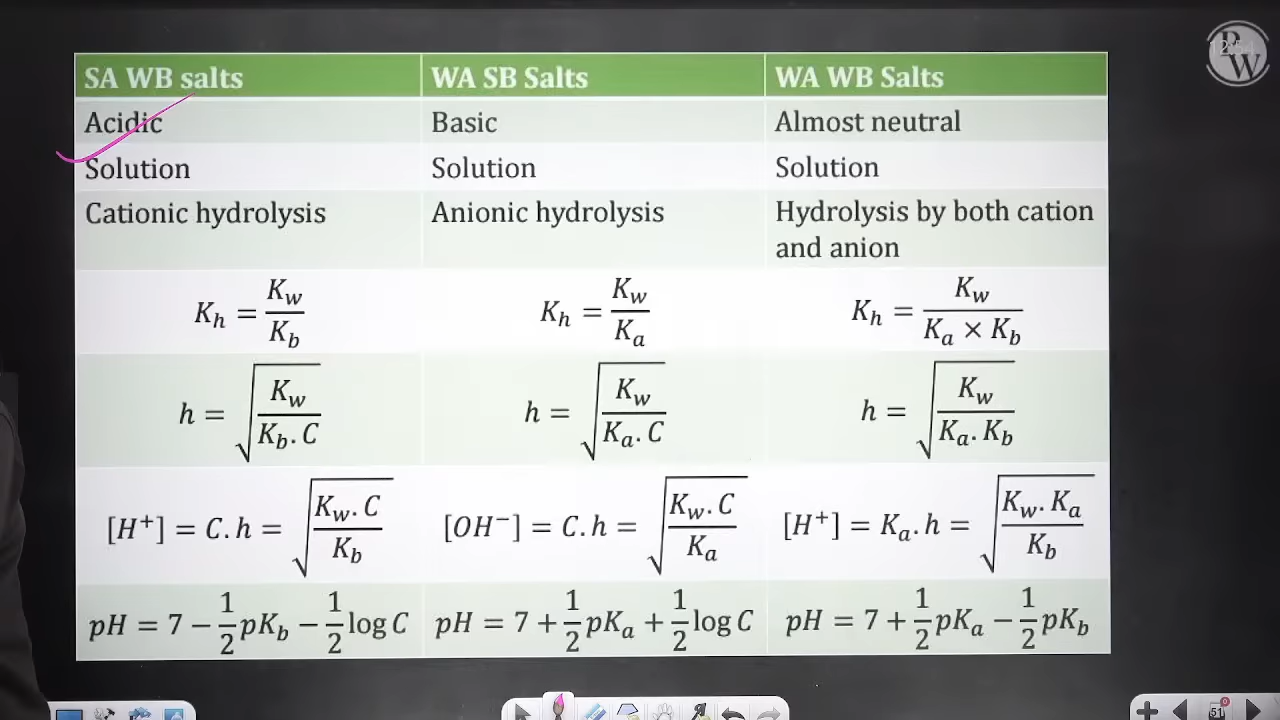 SA WB salts
WA SB Salts
WA WB Salts
Acidic
Basic
Almost neutral
Solution
Solution
Solution
Cationic hydrolysis
Anionic hydrolysis
Hydrolysis by both cation
and anion
K_h = K_w / K_b
K_h = K_w / K_a
K_h = K_w / (K_a × K_b)
h = √(K_w / (K_b . C))
h = √(K_w / (K_a . C))
h = √(K_w / (K_a . K_b))
[H⁺] = C. h = √(K_w . C / K_b)
[OH⁻] = C. h = √(K_w . C / K_a)
[H⁺] = K_a . h = √(K_w . K_a / K_b)
pH = 7 − 1/2 pK_b − 1/2 log C
pH = 7 + 1/2 pK_a + 1/2 log C
pH = 7 + 1/2 pK_a − 1/2 pK_b
P
W
12:54
51